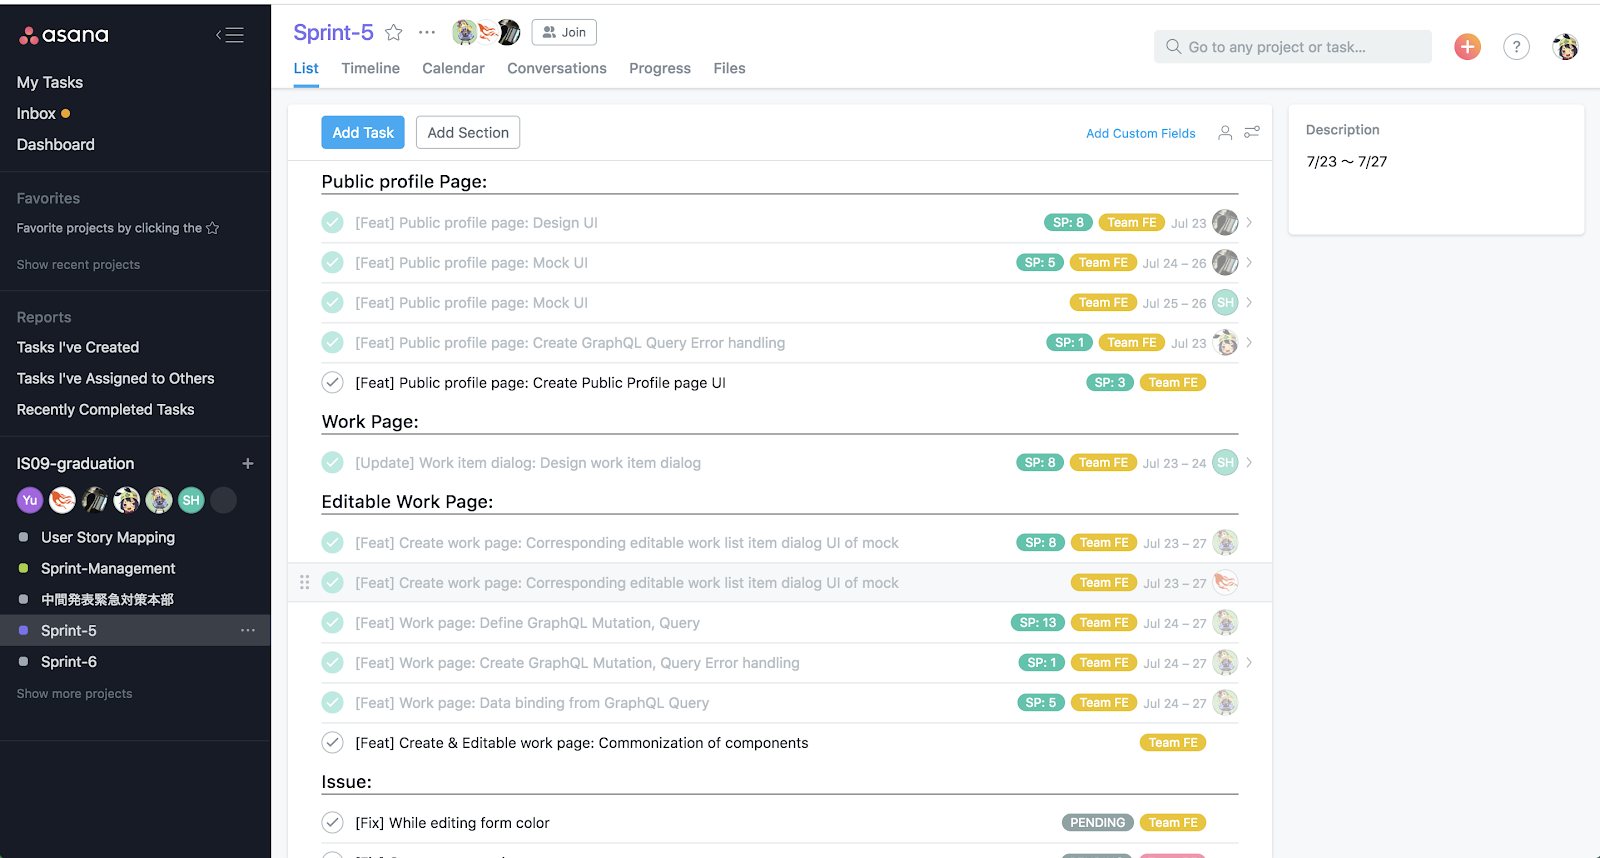 asana
My Tasks
Inbox
Dashboard
Favorites
Favorite projects by clicking the
Show recent projects
Reports
Tasks I've Created
Tasks I've Assigned to Others
Recently Completed Tasks
IS09-graduation
Yu SH
User Story Mapping
Sprint-Management
中間発表緊急対策本部
Sprint-5
Sprint-6
Show more projects
Sprint-5 Join
Go to any project or task...
List Timeline Calendar Conversations Progress Files
Add Task Add Section Add Custom Fields
Public profile Page:
[Feat] Public profile page: Design UI SP: 8 Team FE Jul 23
[Feat] Public profile page: Mock UI SP: 5 Team FE Jul 24 – 26
[Feat] Public profile page: Mock UI Team FE Jul 25 – 26 SH
[Feat] Public profile page: Create GraphQL Query Error handling SP: 1 Team FE Jul 23
[Feat] Public profile page: Create Public Profile page UI SP: 3 Team FE
Work Page:
[Update] Work item dialog: Design work item dialog SP: 8 Team FE Jul 23 – 24 SH
Editable Work Page:
[Feat] Create work page: Corresponding editable work list item dialog UI of mock SP: 8 Team FE Jul 23 – 27
[Feat] Create work page: Corresponding editable work list item dialog UI of mock Team FE Jul 23 – 27
[Feat] Work page: Define GraphQL Mutation, Query SP: 13 Team FE Jul 24 – 27
[Feat] Work page: Create GraphQL Mutation, Query Error handling SP: 1 Team FE Jul 24 – 27
[Feat] Work page: Data binding from GraphQL Query SP: 5 Team FE Jul 24 – 27
[Feat] Create & Editable work page: Commonization of components Team FE
Issue:
[Fix] While editing form color PENDING Team FE
Description
7/23 〜 7/27